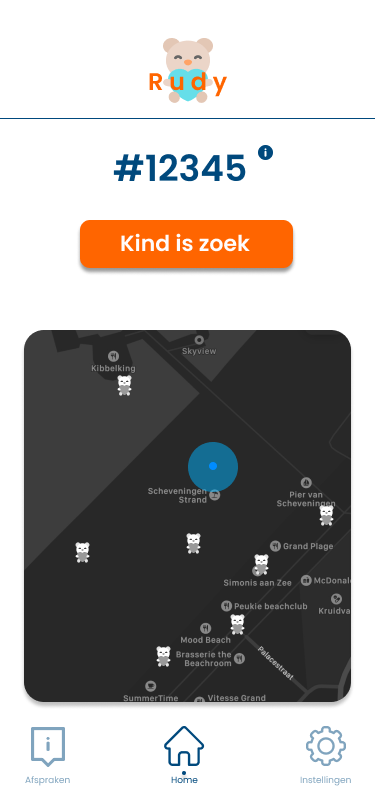 Rudy
#12345
Kind is zoek
Skyview
Kibbelking
Scheveningen
Strand
Pier van
Scheveningen
Grand Plage
Simonis aan Zee
McDonal
Peukie beachclub
Kruidva
Mood Beach
Brasserie the
Beachroom
Palacestraat
SummerTime
Vitesse Grand
Afspraken
Home
Instellingen